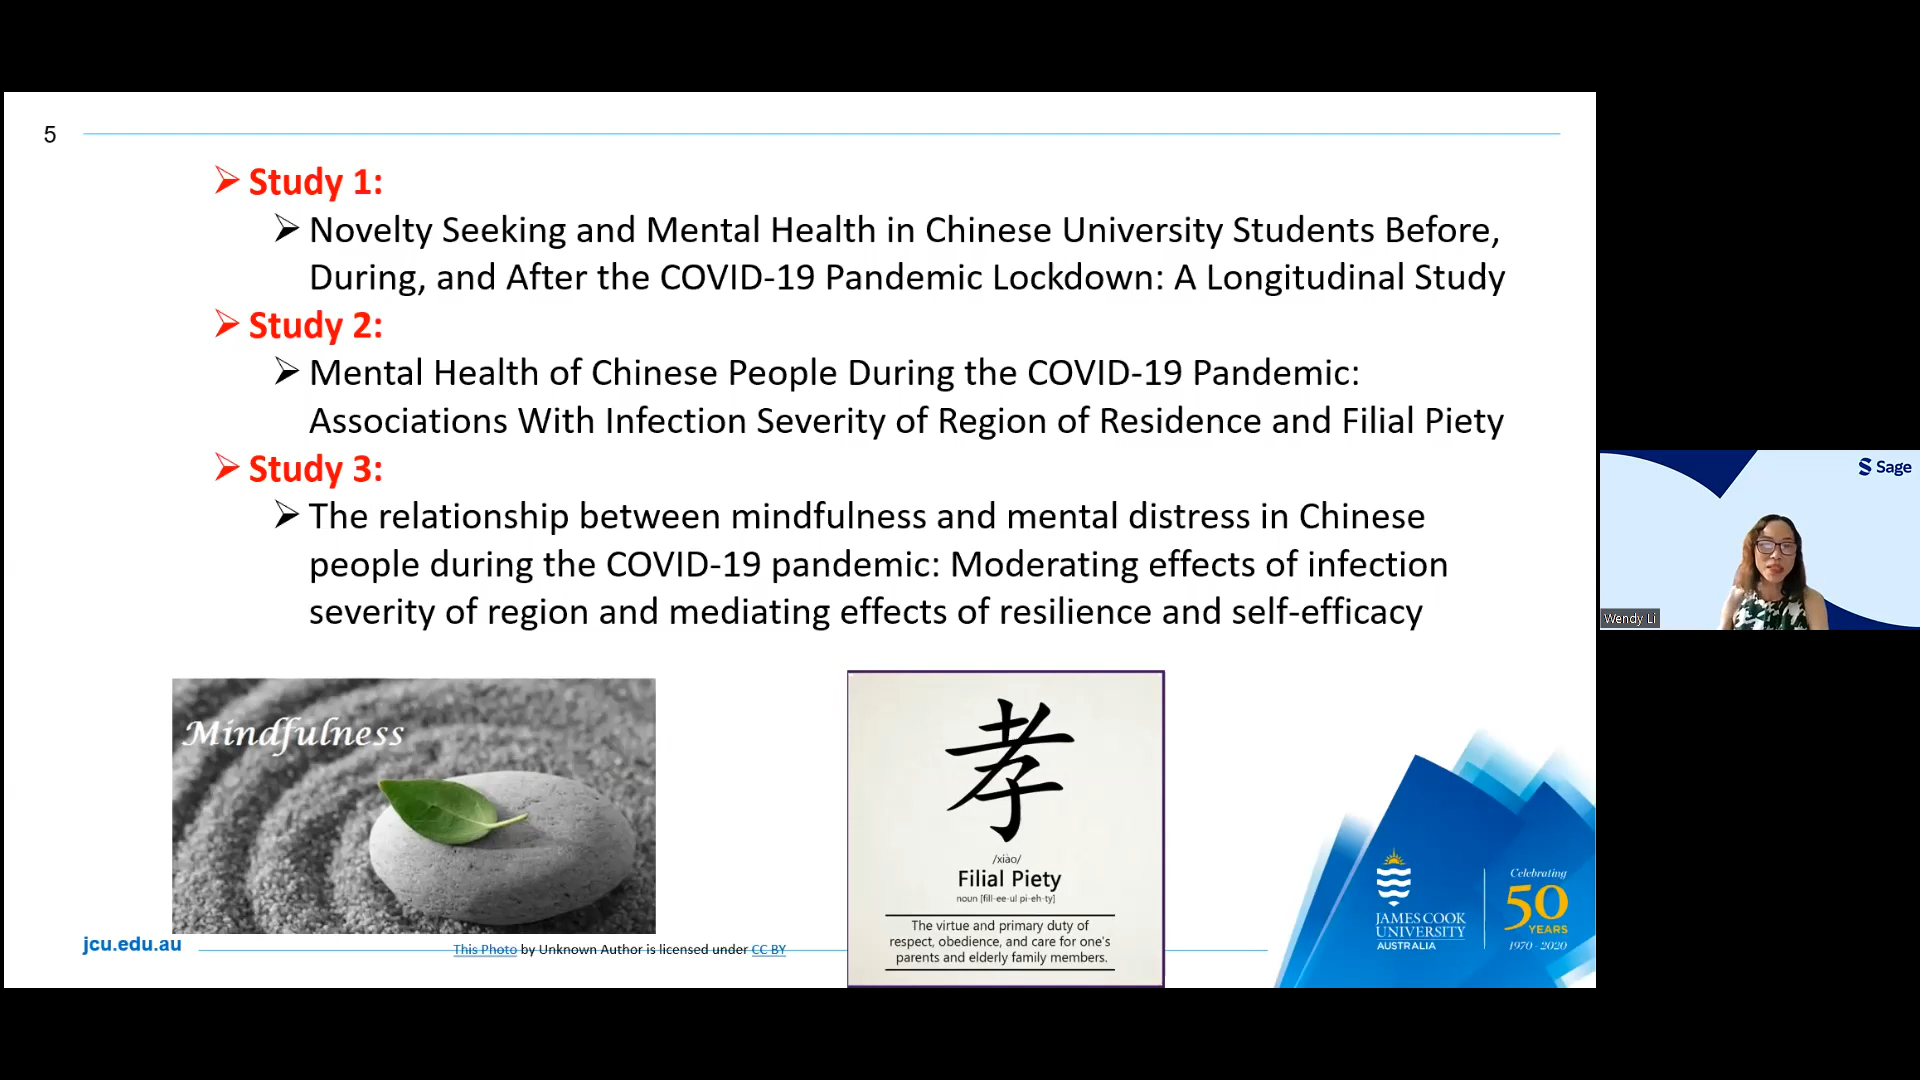 5
Study 1:
Novelty Seeking and Mental Health in Chinese University Students Before,
During, and After the COVID-19 Pandemic Lockdown: A Longitudinal Study
Study 2:
Mental Health of Chinese People During the COVID-19 Pandemic:
Associations With Infection Severity of Region of Residence and Filial Piety
Study 3:
The relationship between mindfulness and mental distress in Chinese
people during the COVID-19 pandemic: Moderating effects of infection
severity of region and mediating effects of resilience and self-efficacy
Mindfulness
孝
/xiào/
Filial Piety
noun [fill-ee-ul pi-eh-ty]
The virtue and primary duty of
respect, obedience, and care for one's
parents and elderly family members.
jcu.edu.au
This Photo by Unknown Author is licensed under CC BY
JAMES COOK
UNIVERSITY
AUSTRALIA
Celebrating
50
YEARS
1970 - 2020
Sage
Wendy Li